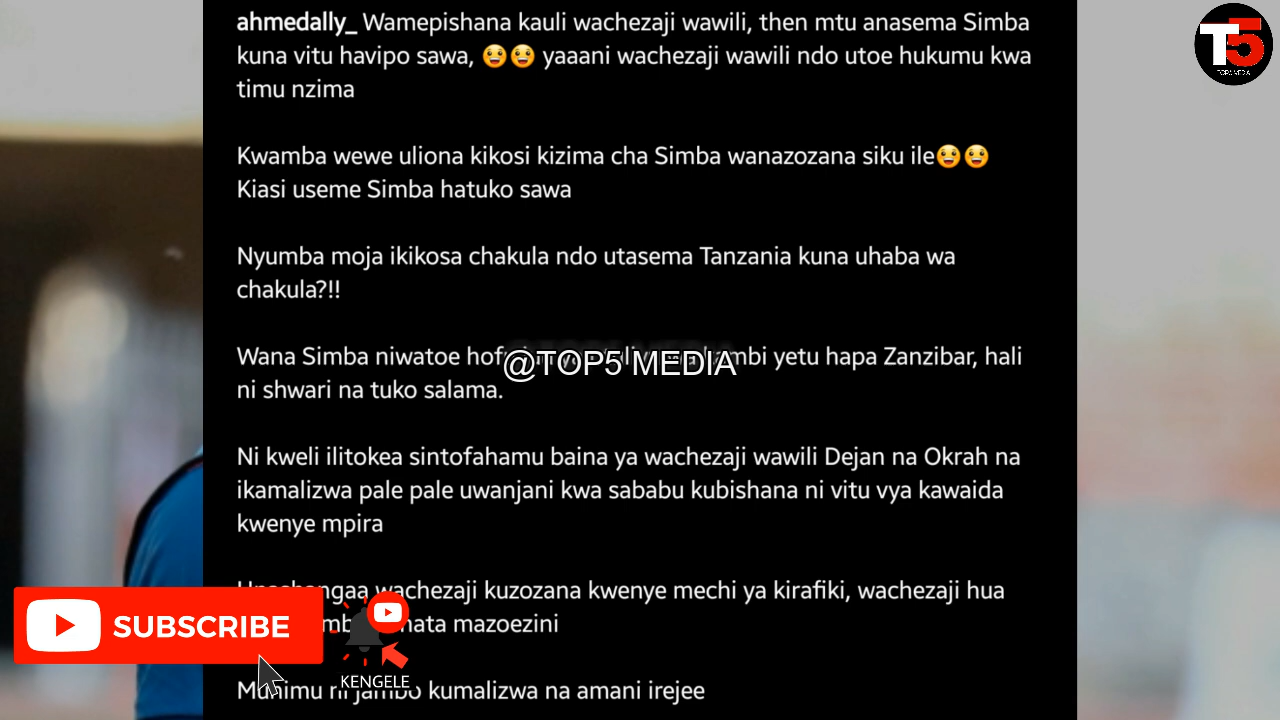 ahmedally_ Wamepishana kauli wachezaji wawili, then mtu anasema Simba
kuna vitu havipo sawa, 😀😀 yaaani wachezaji wawili ndo utoe hukumu kwa
timu nzima
Kwamba wewe uliona kikosi kizima cha Simba wanazozana siku ile😀😀
Kiasi useme Simba hatuko sawa
Nyumba moja ikikosa chakula ndo utasema Tanzania kuna uhaba wa
chakula?!!
Wana Simba niwatoe yetu hapa Zanzibar, hali
@TOP5 MEDIA
ni shwari na tuko salama.
Ni kweli ilitokea sintofahamu baina ya wachezaji wawili Dejan na Okrah na
ikamalizwa pale pale uwanjani kwa sababu kubishana ni vitu vya kawaida
kwenye mpira
wachezaji kuzozana kwenye mechi ya kirafiki, wachezaji hua
mazoezini
Muhimu ni jambo kumalizwa na amani irejee
SUBSCRIBE
KENGELE
T5